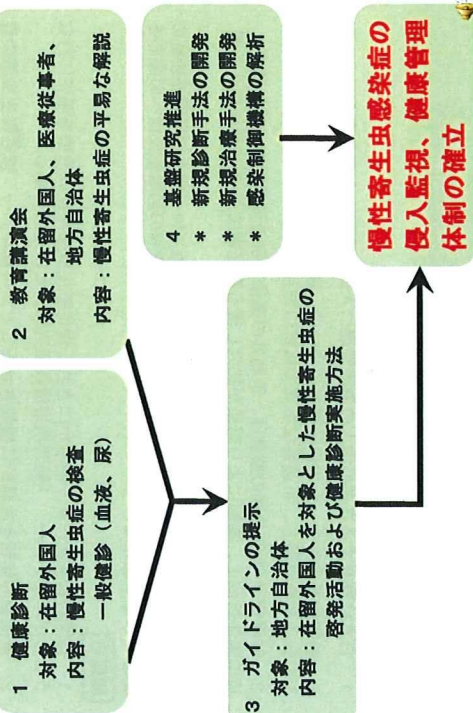 1 健康診断
対象：在留外国人
内容：慢性寄生虫症の検査
一般健診（血液、尿）
2 教育講演会
対象：在留外国人、医療従事者、
地方自治体
内容：慢性寄生虫症の平易な解説
3 ガイドラインの提示
対象：地方自治体
内容：在留外国人を対象とした慢性寄生虫症の
啓発活動および健康診断実施方法
4 基盤研究推進
* 新規診断手法の開発
* 新規治療手法の開発
* 感染制御機構の解析
慢性寄生虫感染症の
侵入監視、健康管理
体制の確立